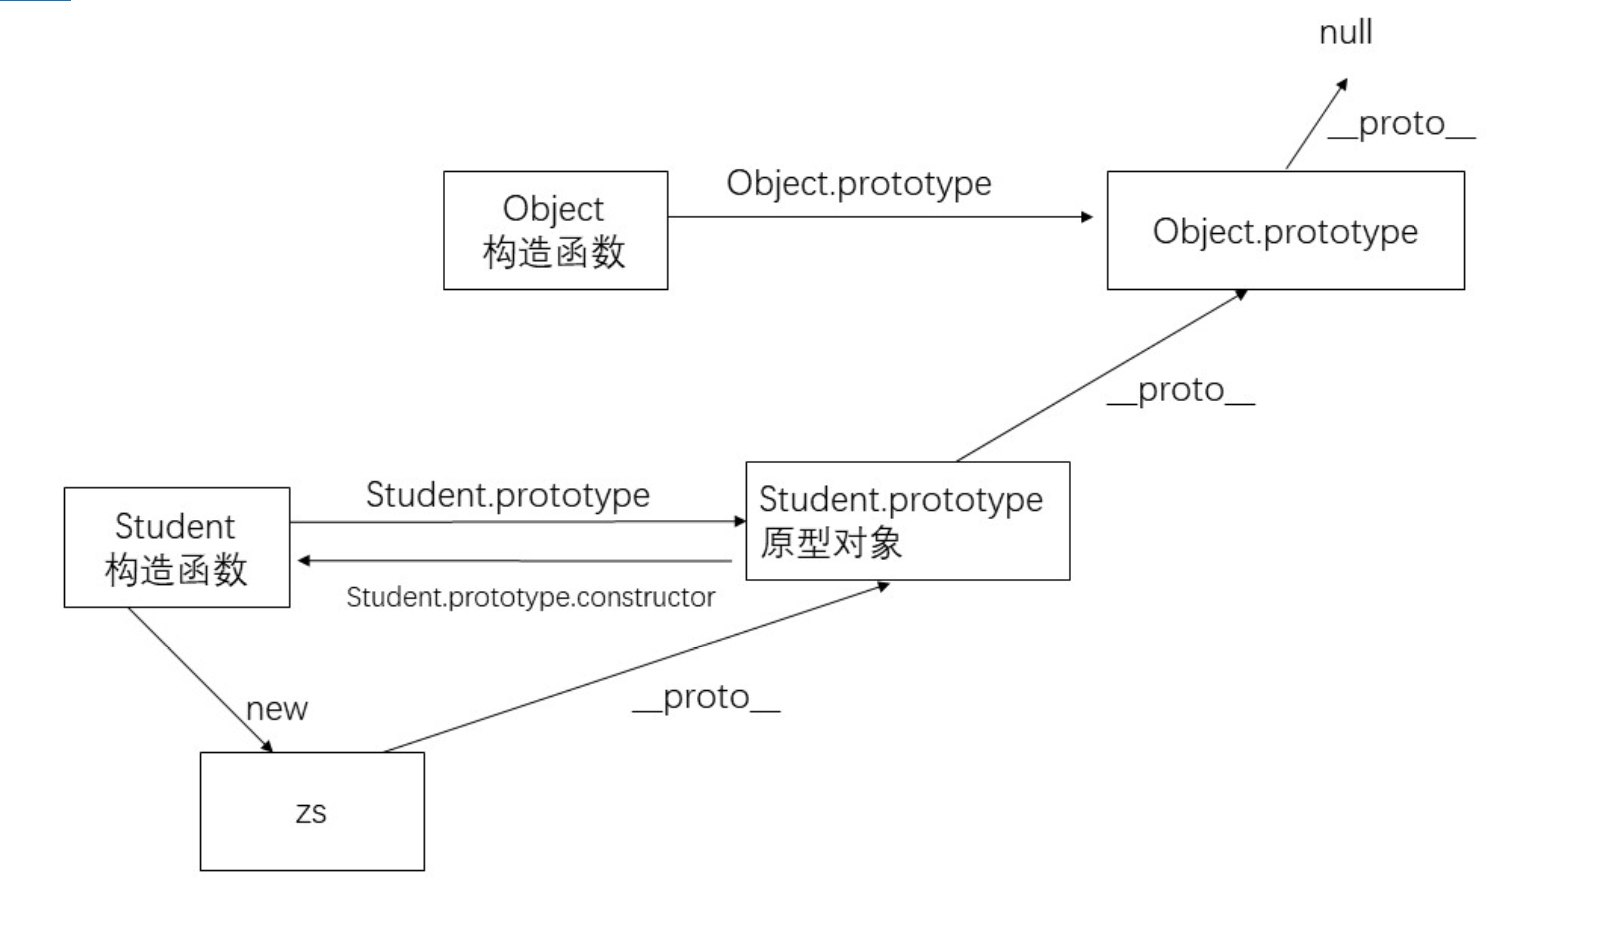 null
__proto__
Object.prototype
Object
构造函数
Object.prototype
__proto__
Student.prototype
Student
构造函数
Student.prototype
原型对象
Student.prototype.constructor
__proto__
new
zs